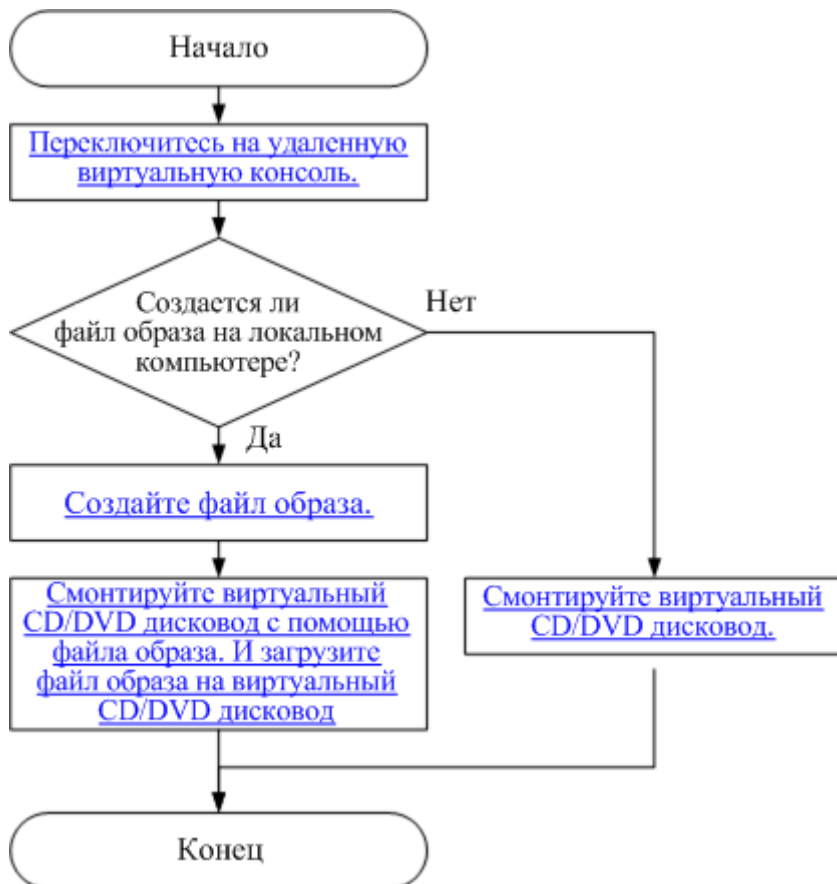 Начало
Переключитесь на удаленную
виртуальную консоль.
Создается ли
файл образа на локальном
компьютере?
Нет
Да
Создайте файл образа.
Смонтируйте виртуальный
CD/DVD дисковод с помощью
файла образа. И загрузите
файл образа на виртуальный
CD/DVD дисковод
Смонтируйте виртуальный
CD/DVD дисковод.
Конец